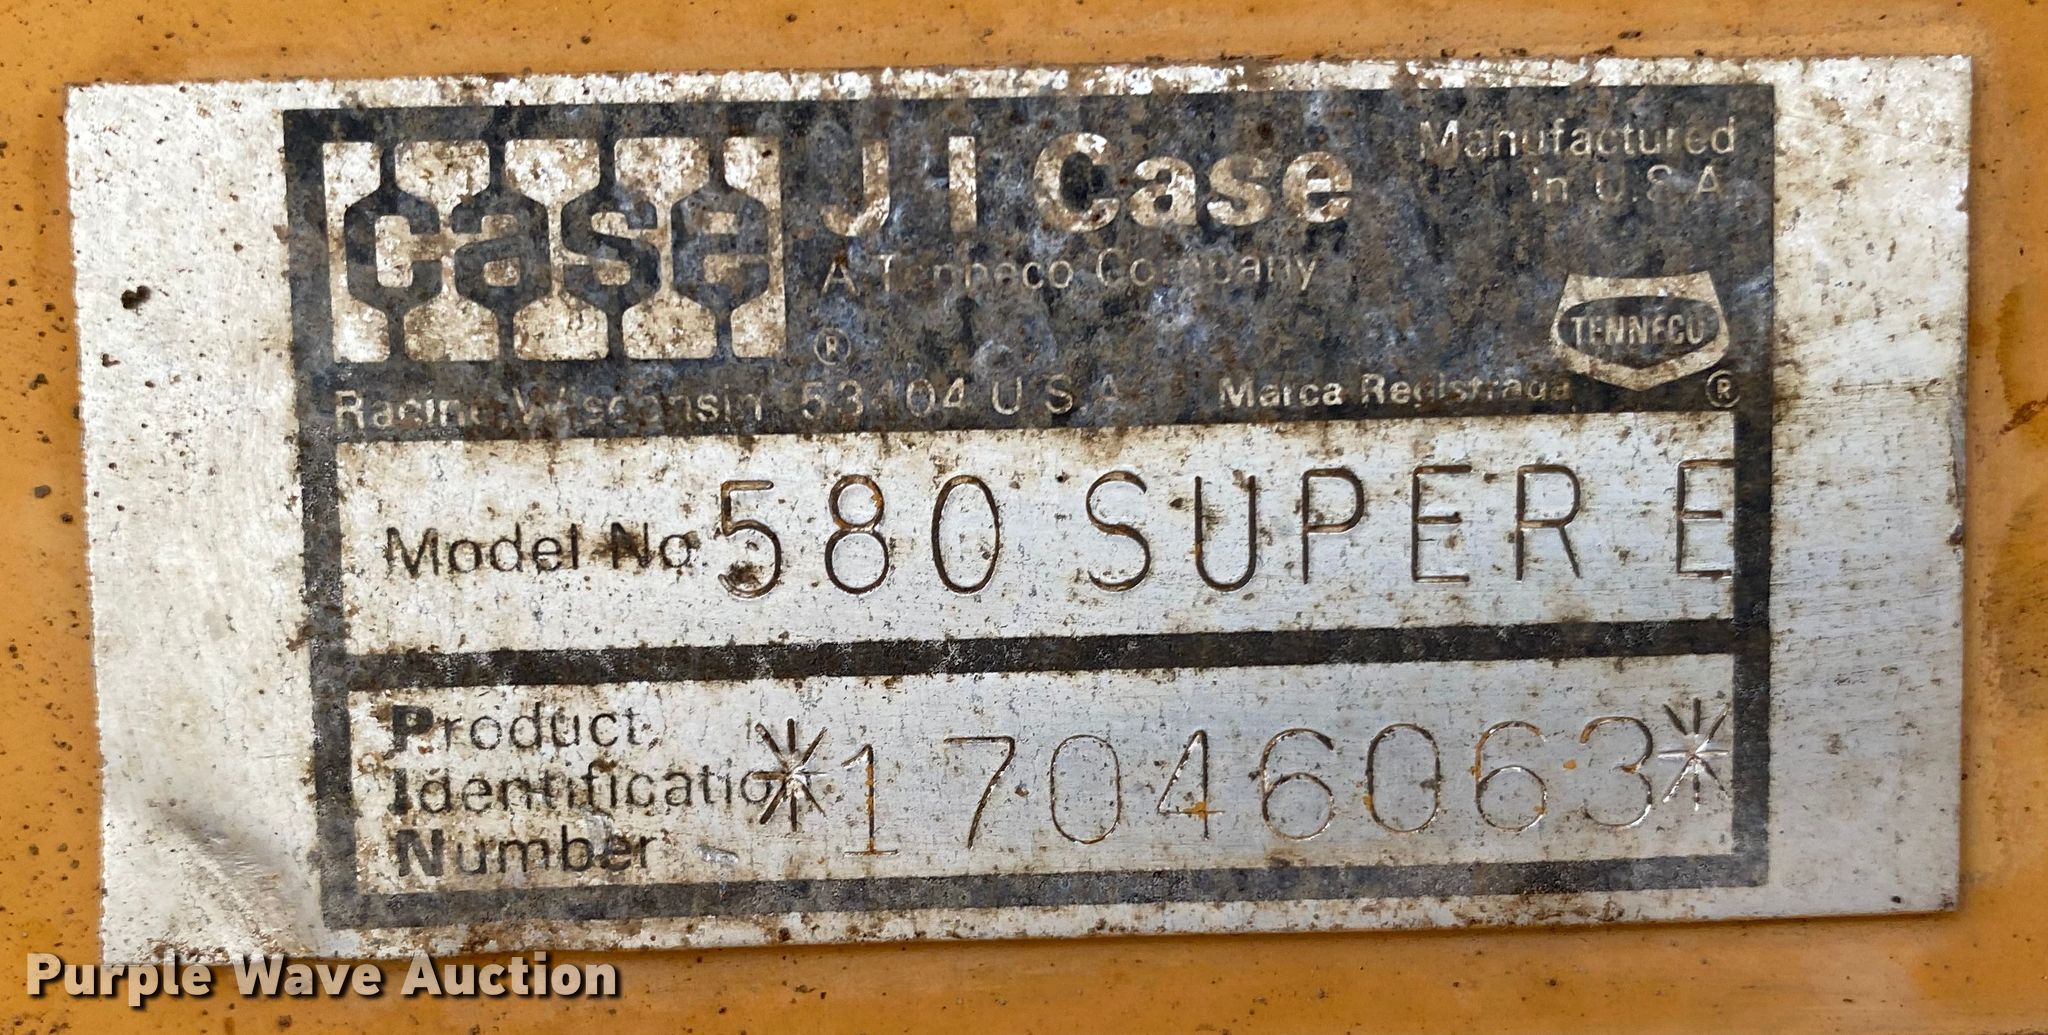 case
J I Case
Manufactured
in U.S.A.
A Tenneco Company
TENNECO
®
®
Racine, Wisconsin 53404 U S A
Marca Registrada
Model No. 580 SUPER E
Product
Identification
Number
*17046063*
Purple Wave Auction